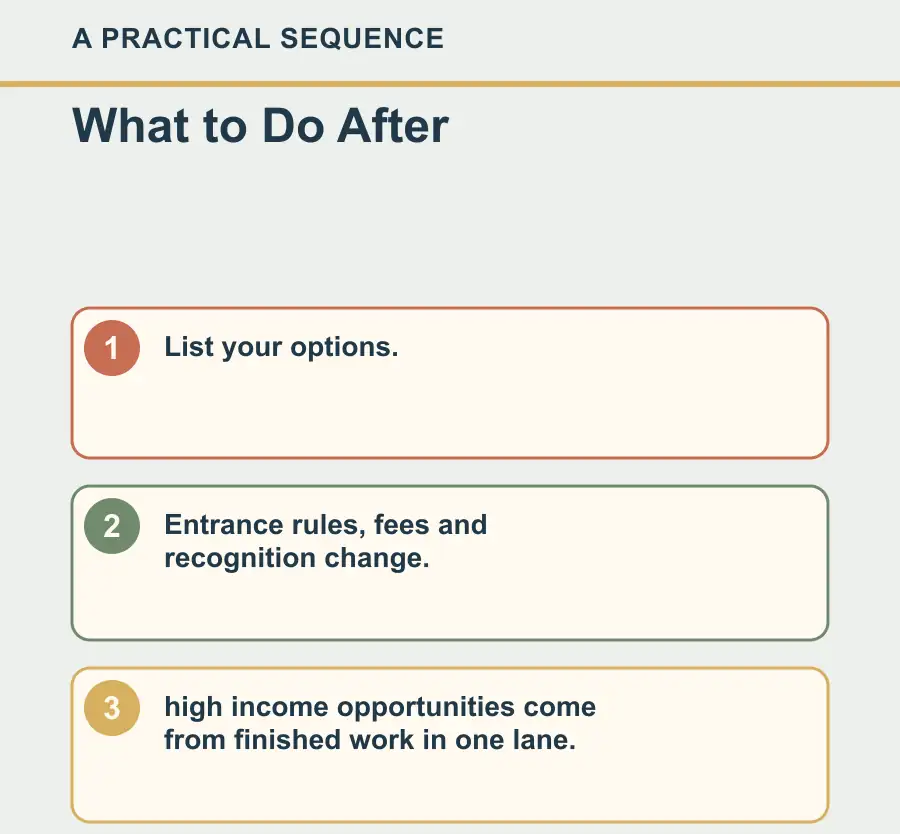 A PRACTICAL SEQUENCE
What to Do After
1
List your options.
2
Entrance rules, fees and
recognition change.
3
high income opportunities come
from finished work in one lane.